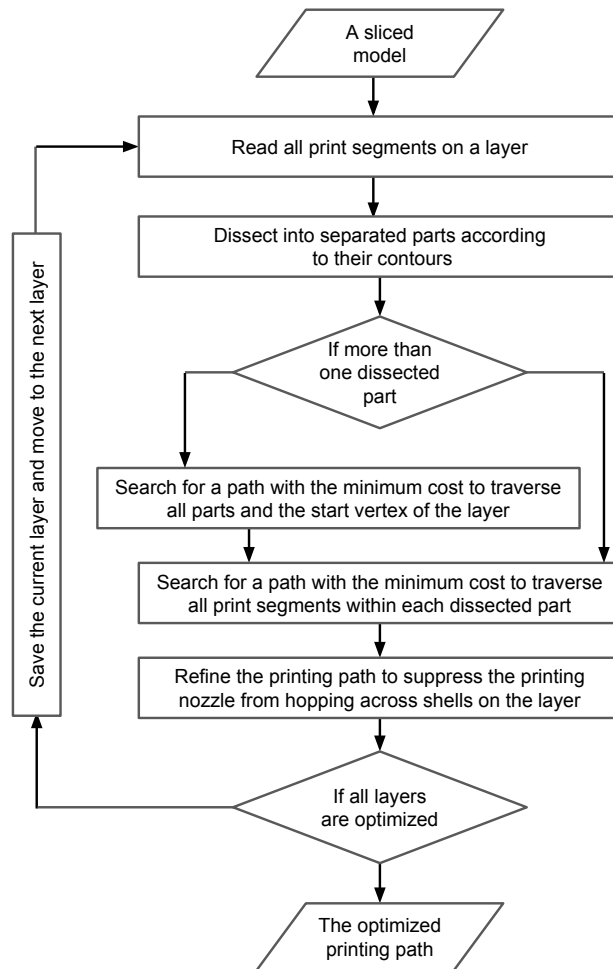 A sliced
model
Read all print segments on a layer
Dissect into separated parts according
to their contours
If more than
one dissected
part
Search for a path with the minimum cost to traverse
all parts and the start vertex of the layer
Search for a path with the minimum cost to traverse
all print segments within each dissected part
Refine the printing path to suppress the printing
nozzle from hopping across shells on the layer
If all layers
are optimized
Save the current layer and move to the next layer
The optimized
printing path